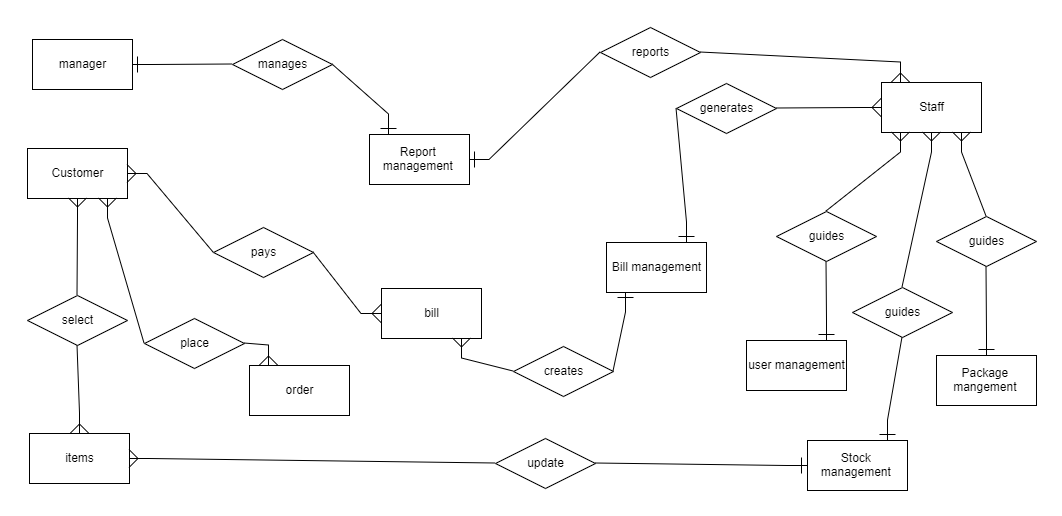 reports
manager
manages
generates
Staff
Report
management
Customer
guides
guides
pays
Bill management
bill
guides
select
place
creates
user management
Package
mangement
order
items
update
Stock
management